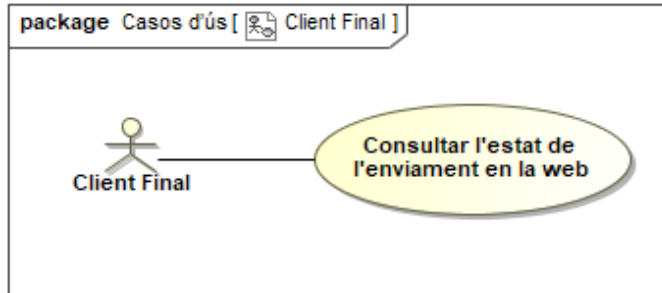 package Casos d'ús [ Client Final ]
Consultar l'estat de
l'enviament en la web
Client Final